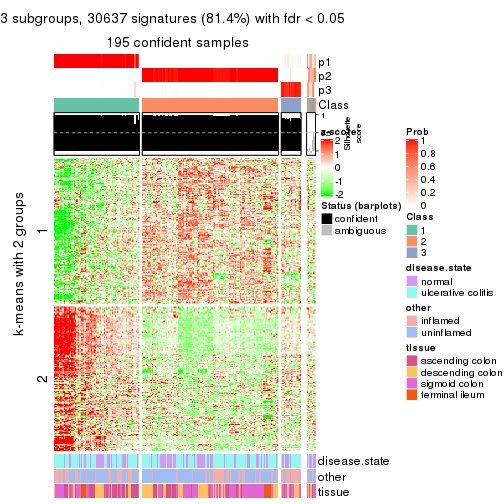 3 subgroups, 30637 signatures (81.4%) with fdr < 0.05
195 confident samples
p1
p2
p3
Class
1
Silhouette
score
z-score
2
1
0
-1
-2
Prob
1
0.8
0.6
0.4
0.2
0
Status (barplots)
confident
ambiguous
Class
1
2
3
disease.state
normal
ulcerative colitis
other
inflamed
uninflamed
tissue
ascending colon
descending colon
sigmoid colon
terminal ileum
k-means with 2 groups
1
2
disease.state
other
tissue